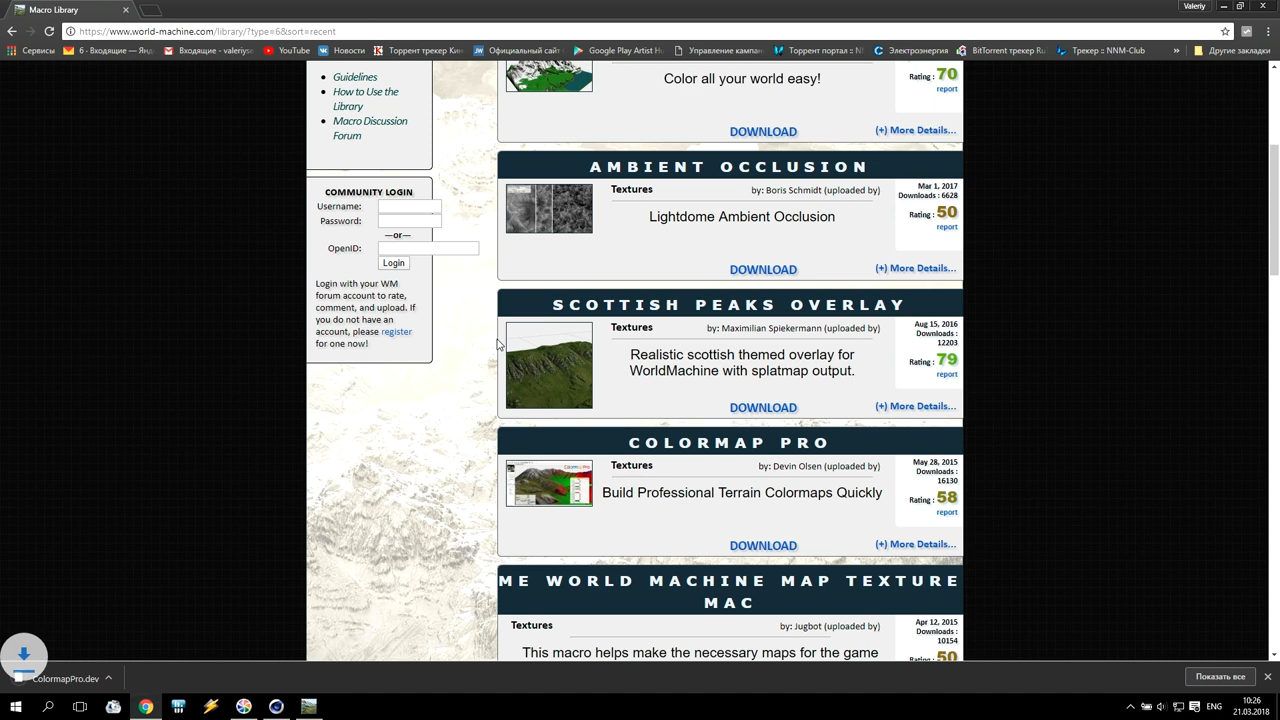 Macro Library
Valeriy
https://www.world-machine.com/library/?type=6&sort=recent
Сервисы
6 · Входящие — Янд
Входящие - valeriyse
YouTube
Новости
Торрент трекер Кин
Официальный сайт
Google Play Artist Hu
Управление кампан
Торрент портал :: NN
Электроэнергия
BitTorrent трекер Ru
Трекер :: NNM-Club
»
Другие закладки
Guidelines
How to Use the
Library
Macro Discussion
Forum
COMMUNITY LOGIN
Username:
Password:
—or—
OpenID:
Login
Login with your WM
forum account to rate,
comment, and upload. If
you do not have an
account, please register
for one now!
Color all your world easy!
Rating : 70
report
DOWNLOAD
(+) More Details...
AMBIENT OCCLUSION
Textures
by: Boris Schmidt (uploaded by)
Lightdome Ambient Occlusion
Mar 1, 2017
Downloads : 6628
Rating : 50
report
DOWNLOAD
(+) More Details...
SCOTTISH PEAKS OVERLAY
Textures
by: Maximilian Spiekermann (uploaded by)
Realistic scottish themed overlay for
WorldMachine with splatmap output.
Aug 15, 2016
Downloads :
12203
Rating : 79
report
DOWNLOAD
(+) More Details...
COLORMAP PRO
Textures
by: Devin Olsen (uploaded by)
Build Professional Terrain Colormaps Quickly
May 28, 2015
Downloads :
16130
Rating : 58
report
DOWNLOAD
(+) More Details...
ME WORLD MACHINE MAP TEXTURE
MAC
Textures
by: Jugbot (uploaded by)
This macro helps make the necessary maps for the game
Apr 12, 2015
Downloads :
10154
Rating : 50
ColormapPro.dev
Показать все
ENG
10:26
21.03.2018